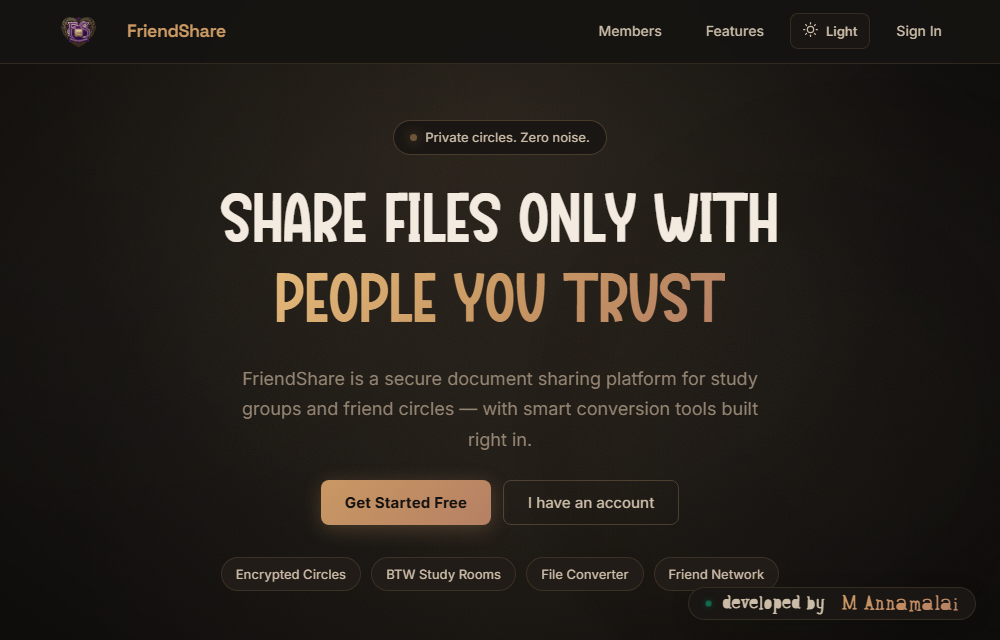 FriendShare
Members
Features
Light
Sign In
Private circles. Zero noise.
SHARE FILES ONLY WITH
PEOPLE YOU TRUST
FriendShare is a secure document sharing platform for study
groups and friend circles — with smart conversion tools built
right in.
Get Started Free
I have an account
Encrypted Circles
BTW Study Rooms
File Converter
Friend Network
developed by M Annamalai